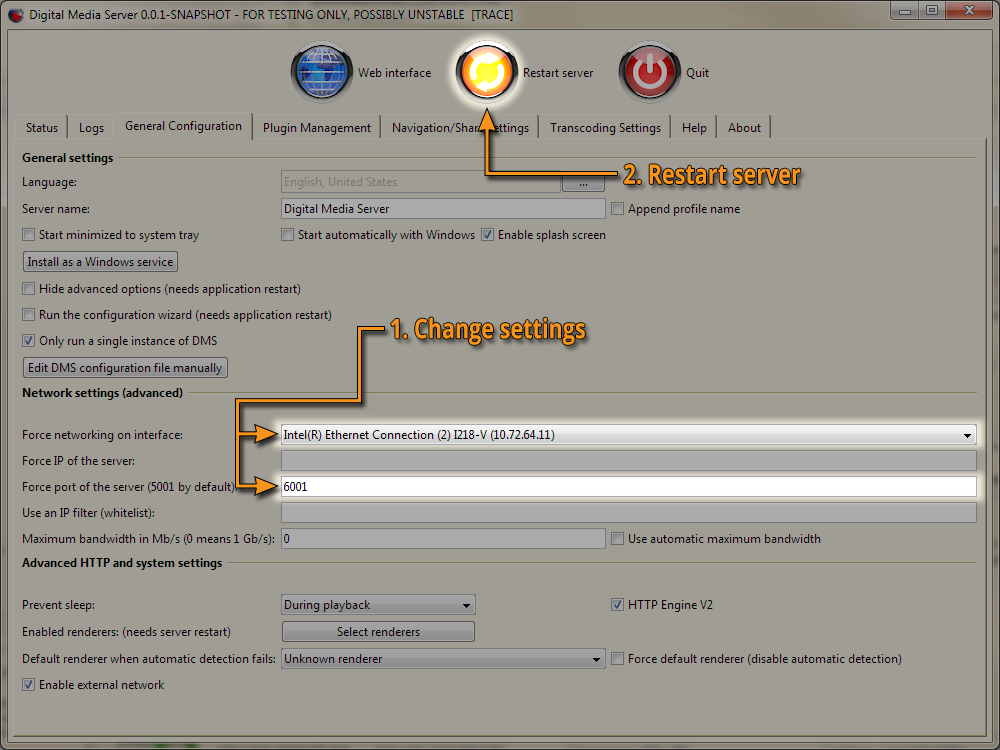 Digital Media Server 0.0.1-SNAPSHOT - FOR TESTING ONLY, POSSIBLY UNSTABLE [TRACE]
Web interface Restart server Quit
Status Logs General Configuration Plugin Management Navigation/Share Settings Transcoding Settings Help About
General settings
2. Restart server
Language: English, United States ...
Server name: Digital Media Server Append profile name
Start minimized to system tray Start automatically with Windows Enable splash screen
Install as a Windows service
Hide advanced options (needs application restart)
Run the configuration wizard (needs application restart)
1. Change settings
Only run a single instance of DMS
Edit DMS configuration file manually
Network settings (advanced)
Force networking on interface: Intel(R) Ethernet Connection (2) I218-V (10.72.64.11)
Force IP of the server:
Force port of the server (5001 by default): 6001
Use an IP filter (whitelist):
Maximum bandwidth in Mb/s (0 means 1 Gb/s): 0 Use automatic maximum bandwidth
Advanced HTTP and system settings
Prevent sleep: During playback HTTP Engine V2
Enabled renderers: (needs server restart) Select renderers
Default renderer when automatic detection fails: Unknown renderer Force default renderer (disable automatic detection)
Enable external network